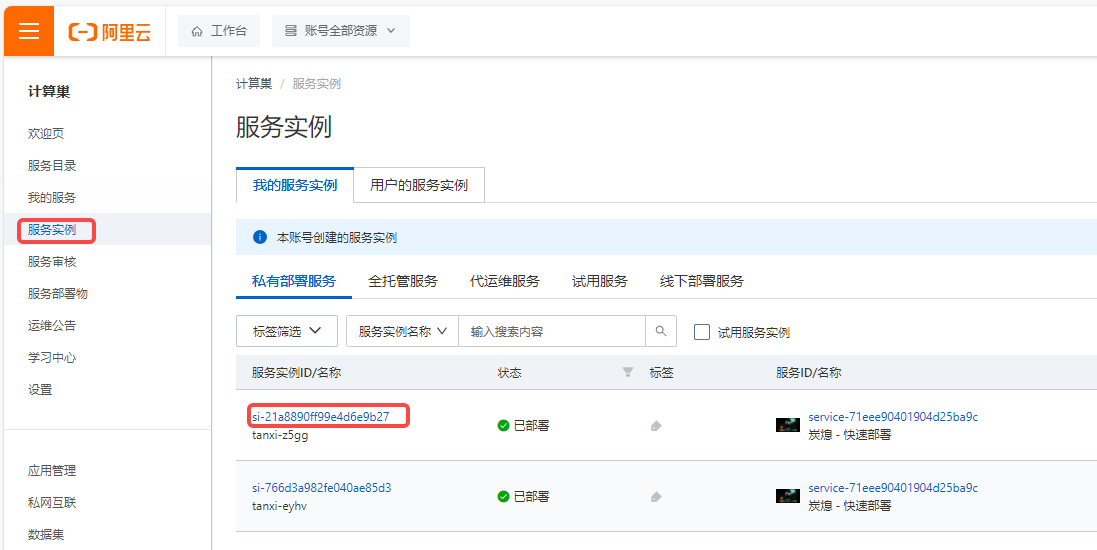 阿里云 工作台 账号全部资源
计算巢
欢迎页
服务目录
我的服务
服务实例
服务审核
服务部署物
运维公告
学习中心
设置
应用管理
私网互联
数据集
计算巢 / 服务实例
服务实例
我的服务实例 用户的服务实例
本账号创建的服务实例
私有部署服务 全托管服务 代运维服务 试用服务 线下部署服务
标签筛选 服务实例名称 输入搜索内容 试用服务实例
服务实例ID/名称 状态 标签 服务ID/名称
si-21a8890ff99e4d6e9b27 已部署 service-71eee90401904d25ba9c
tanxi-z5gg 炭熄 - 快速部署
si-766d3a982fe040ae85d3 已部署 service-71eee90401904d25ba9c
tanxi-eyhv 炭熄 - 快速部署